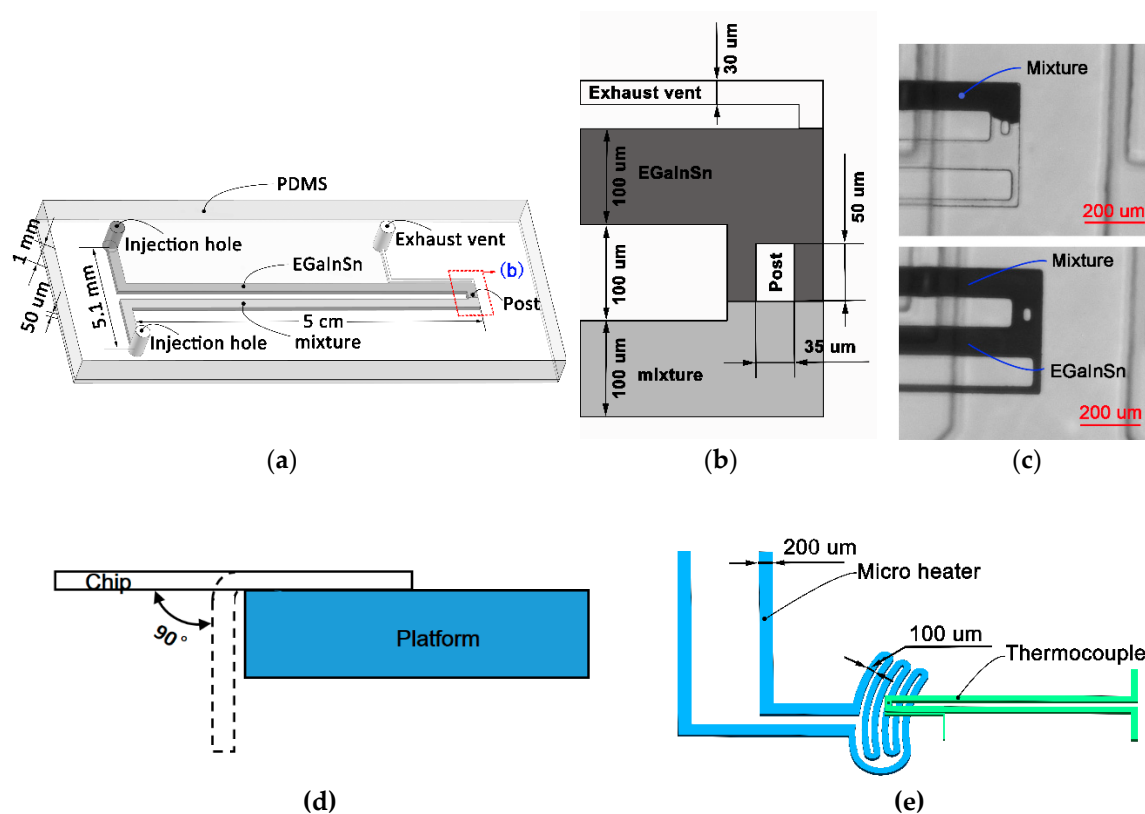 PDMS
Injection hole
Exhaust vent
1 mm
EGaInSn
(b)
Post
50 um
5.1 mm
5 cm
Injection hole
mixture
(a)
30 um
Exhaust vent
100 um
EGaInSn
50 um
100 um
Post
35 um
100 um
mixture
(b)
Mixture
200 um
Mixture
EGaInSn
200 um
(c)
Chip
90°
Platform
(d)
200 um
Micro heater
100 um
Thermocouple
(e)